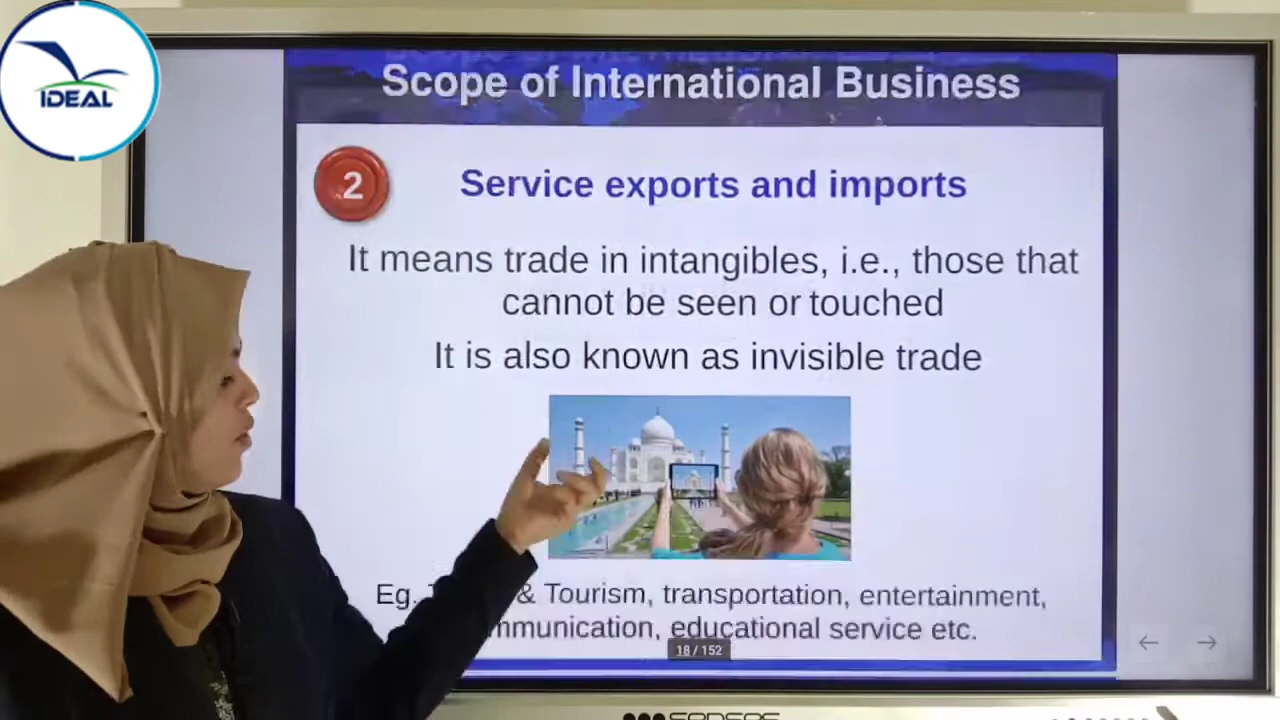 IDEAL
Scope of International Business
2
Service exports and imports
It means trade in intangibles, i.e., those that
cannot be seen or touched
It is also known as invisible trade
Eg. & Tourism, transportation, entertainment,
educational service etc.
18 / 152